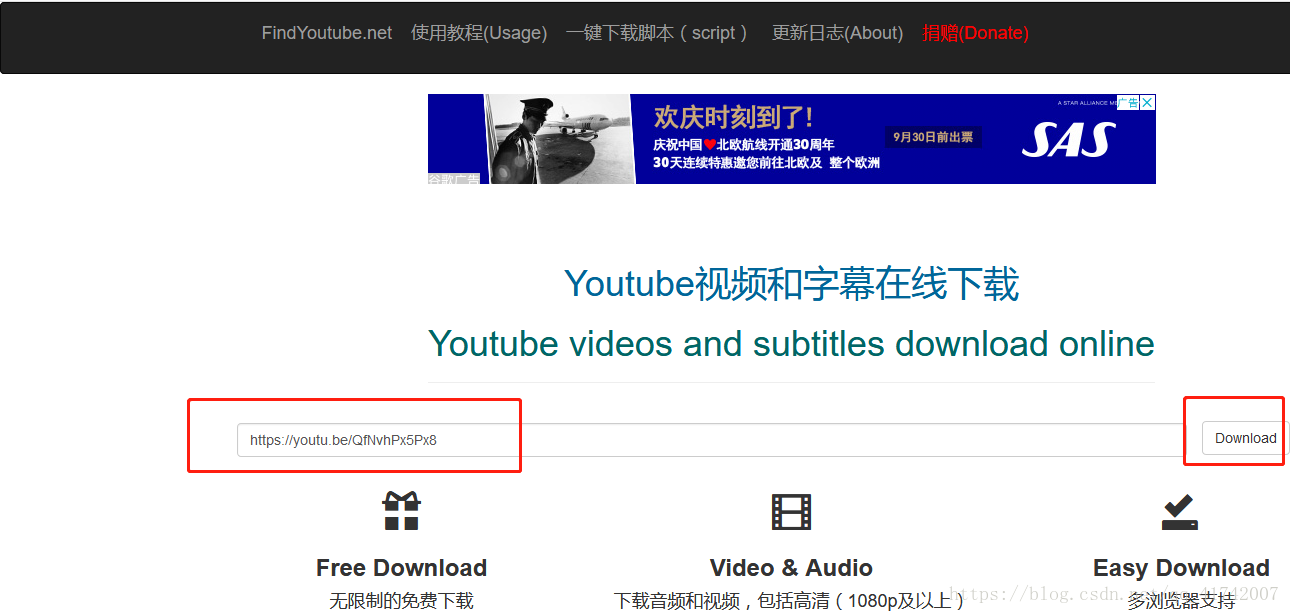 FindYoutube.net 使用教程(Usage) 一键下载脚本（script） 更新日志(About) 捐赠(Donate)
A STAR ALLIANCE ME
广告
欢庆时刻到了!
庆祝中国♥北欧航线开通30周年
30天连续特惠邀您前往北欧及 整个欧洲
9月30日前出票
SAS
谷歌广告
Youtube视频和字幕在线下载
Youtube videos and subtitles download online
https://youtu.be/QfNvhPx5Px8 Download
Free Download Video & Audio Easy Download
无限制的免费下载 下载音频和视频，包括高清（1080p及以上） 多浏览器支持